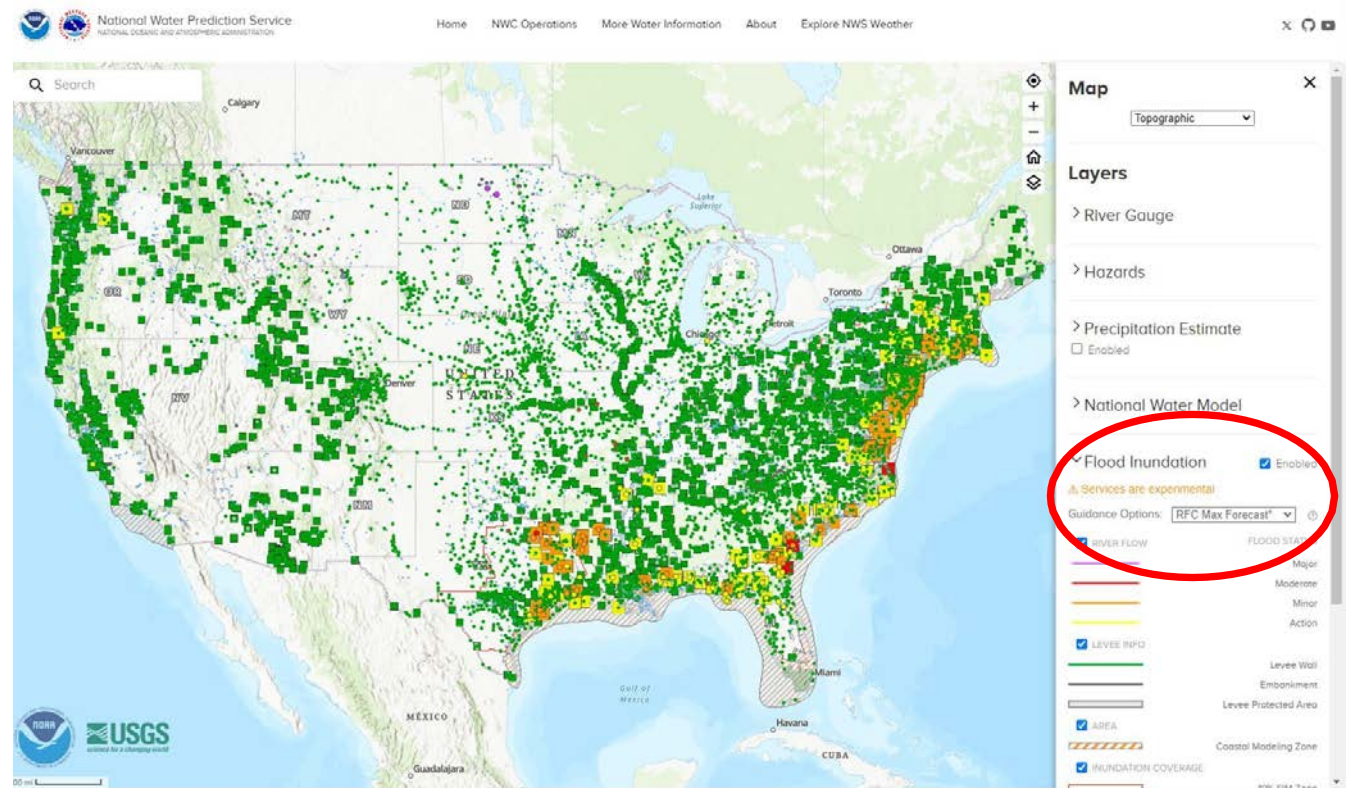 National Water Prediction Service
NATIONAL OCEANIC AND ATMOSPHERIC ADMINISTRATION
Home NWC Operations More Water Information About Explore NWS Weather
Search
Map
Topographic
Layers
River Gauge
Hazards
Precipitation Estimate
Enabled
National Water Model
Flood Inundation Enabled
Services are experimental
Guidance Options: RFC Max Forecast*
RIVER FLOW FLOOD STAT
Major
Moderate
Minor
Action
LEVEE INFO
Levee Wall
Embankment
Levee Protected Area
AREA
Coastal Modeling Zone
INUNDATION COVERAGE
Calgary
Vancouver
MT
ND
Lake
Superior
Ottawa
Toronto
OR
WY
Chicago
NE
UNITED
STATES
Denver
NV
NM
Miami
Gulf of
Mexico
MÉXICO
Havana
CUBA
Guadalajara
NOAA
USGS
science for a changing world